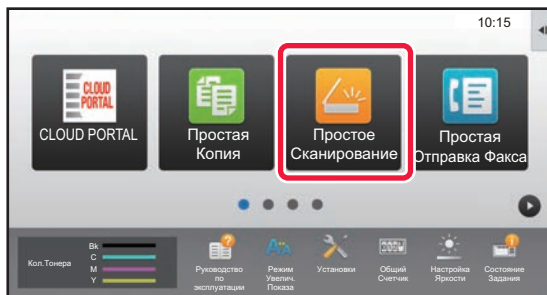 10:15
CLOUD
PORTAL
CLOUD PORTAL
Простая
Копия
Простое
Сканирование
Простая
Отправка Факса
Кол.Тонера
Bk
C
M
Y
Руководство
по
эксплуатации
Режим
Увелич.
Показа
Установки
Общий
Счетчик
Настройка
Яркости
Состояние
Задания